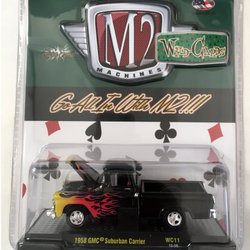 M2
MACHINES
Wild-Cards
Go All In With M2!!!
1958 GMC® Suburban Carrier
WC11